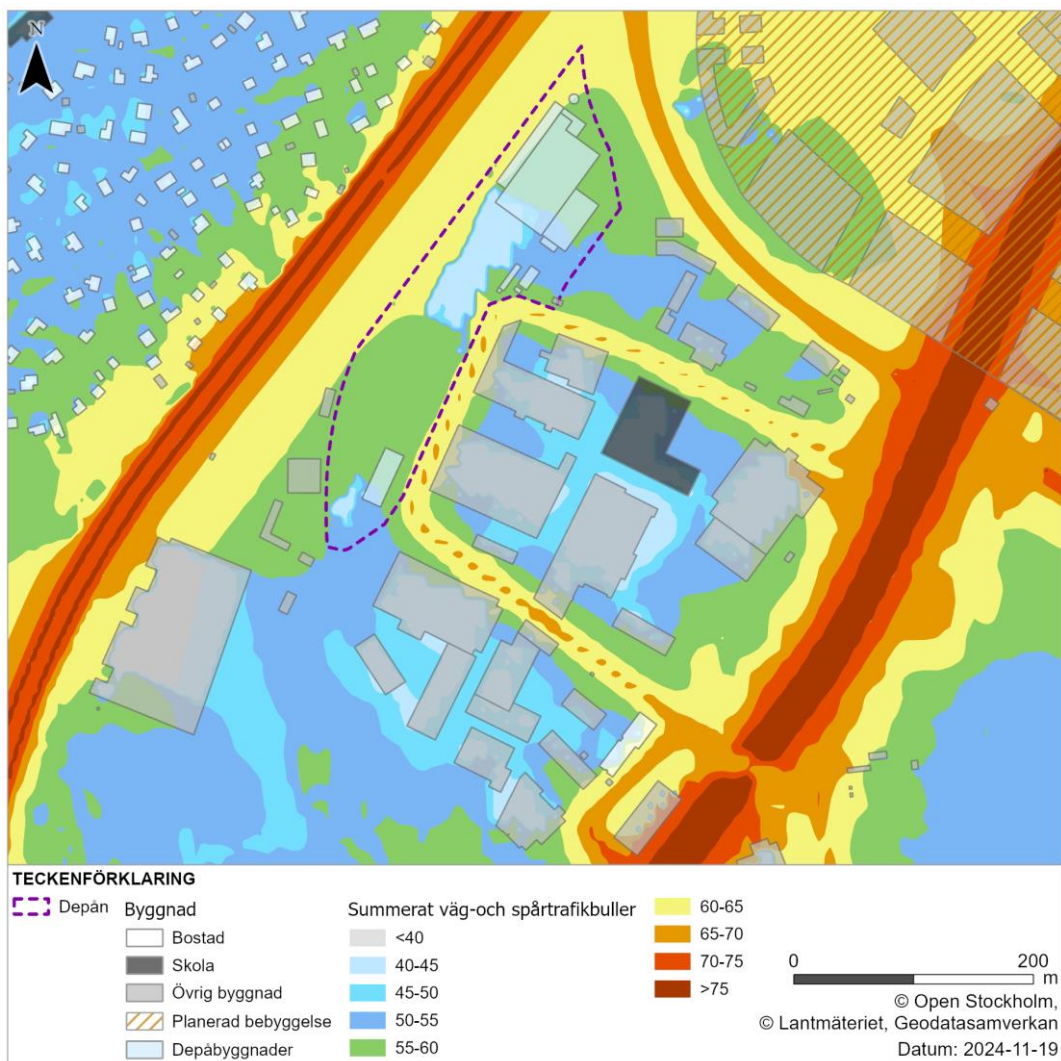 N
TECKENFÖRKLARING
Depån
Byggnad
Bostad
Skola
Övrig byggnad
Planerad bebyggelse
Depåbyggnader
Summerat väg-och spårtrafikbuller
<40
40-45
45-50
50-55
55-60
60-65
65-70
70-75
>75
0 200
m
© Open Stockholm,
© Lantmäteriet, Geodatasamverkan
Datum: 2024-11-19